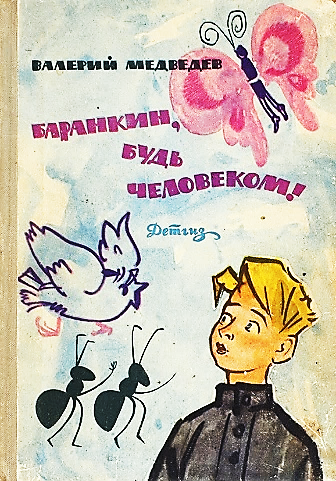 Валерий Медведев
Баранкин,
будь
человеком!
Детгиз